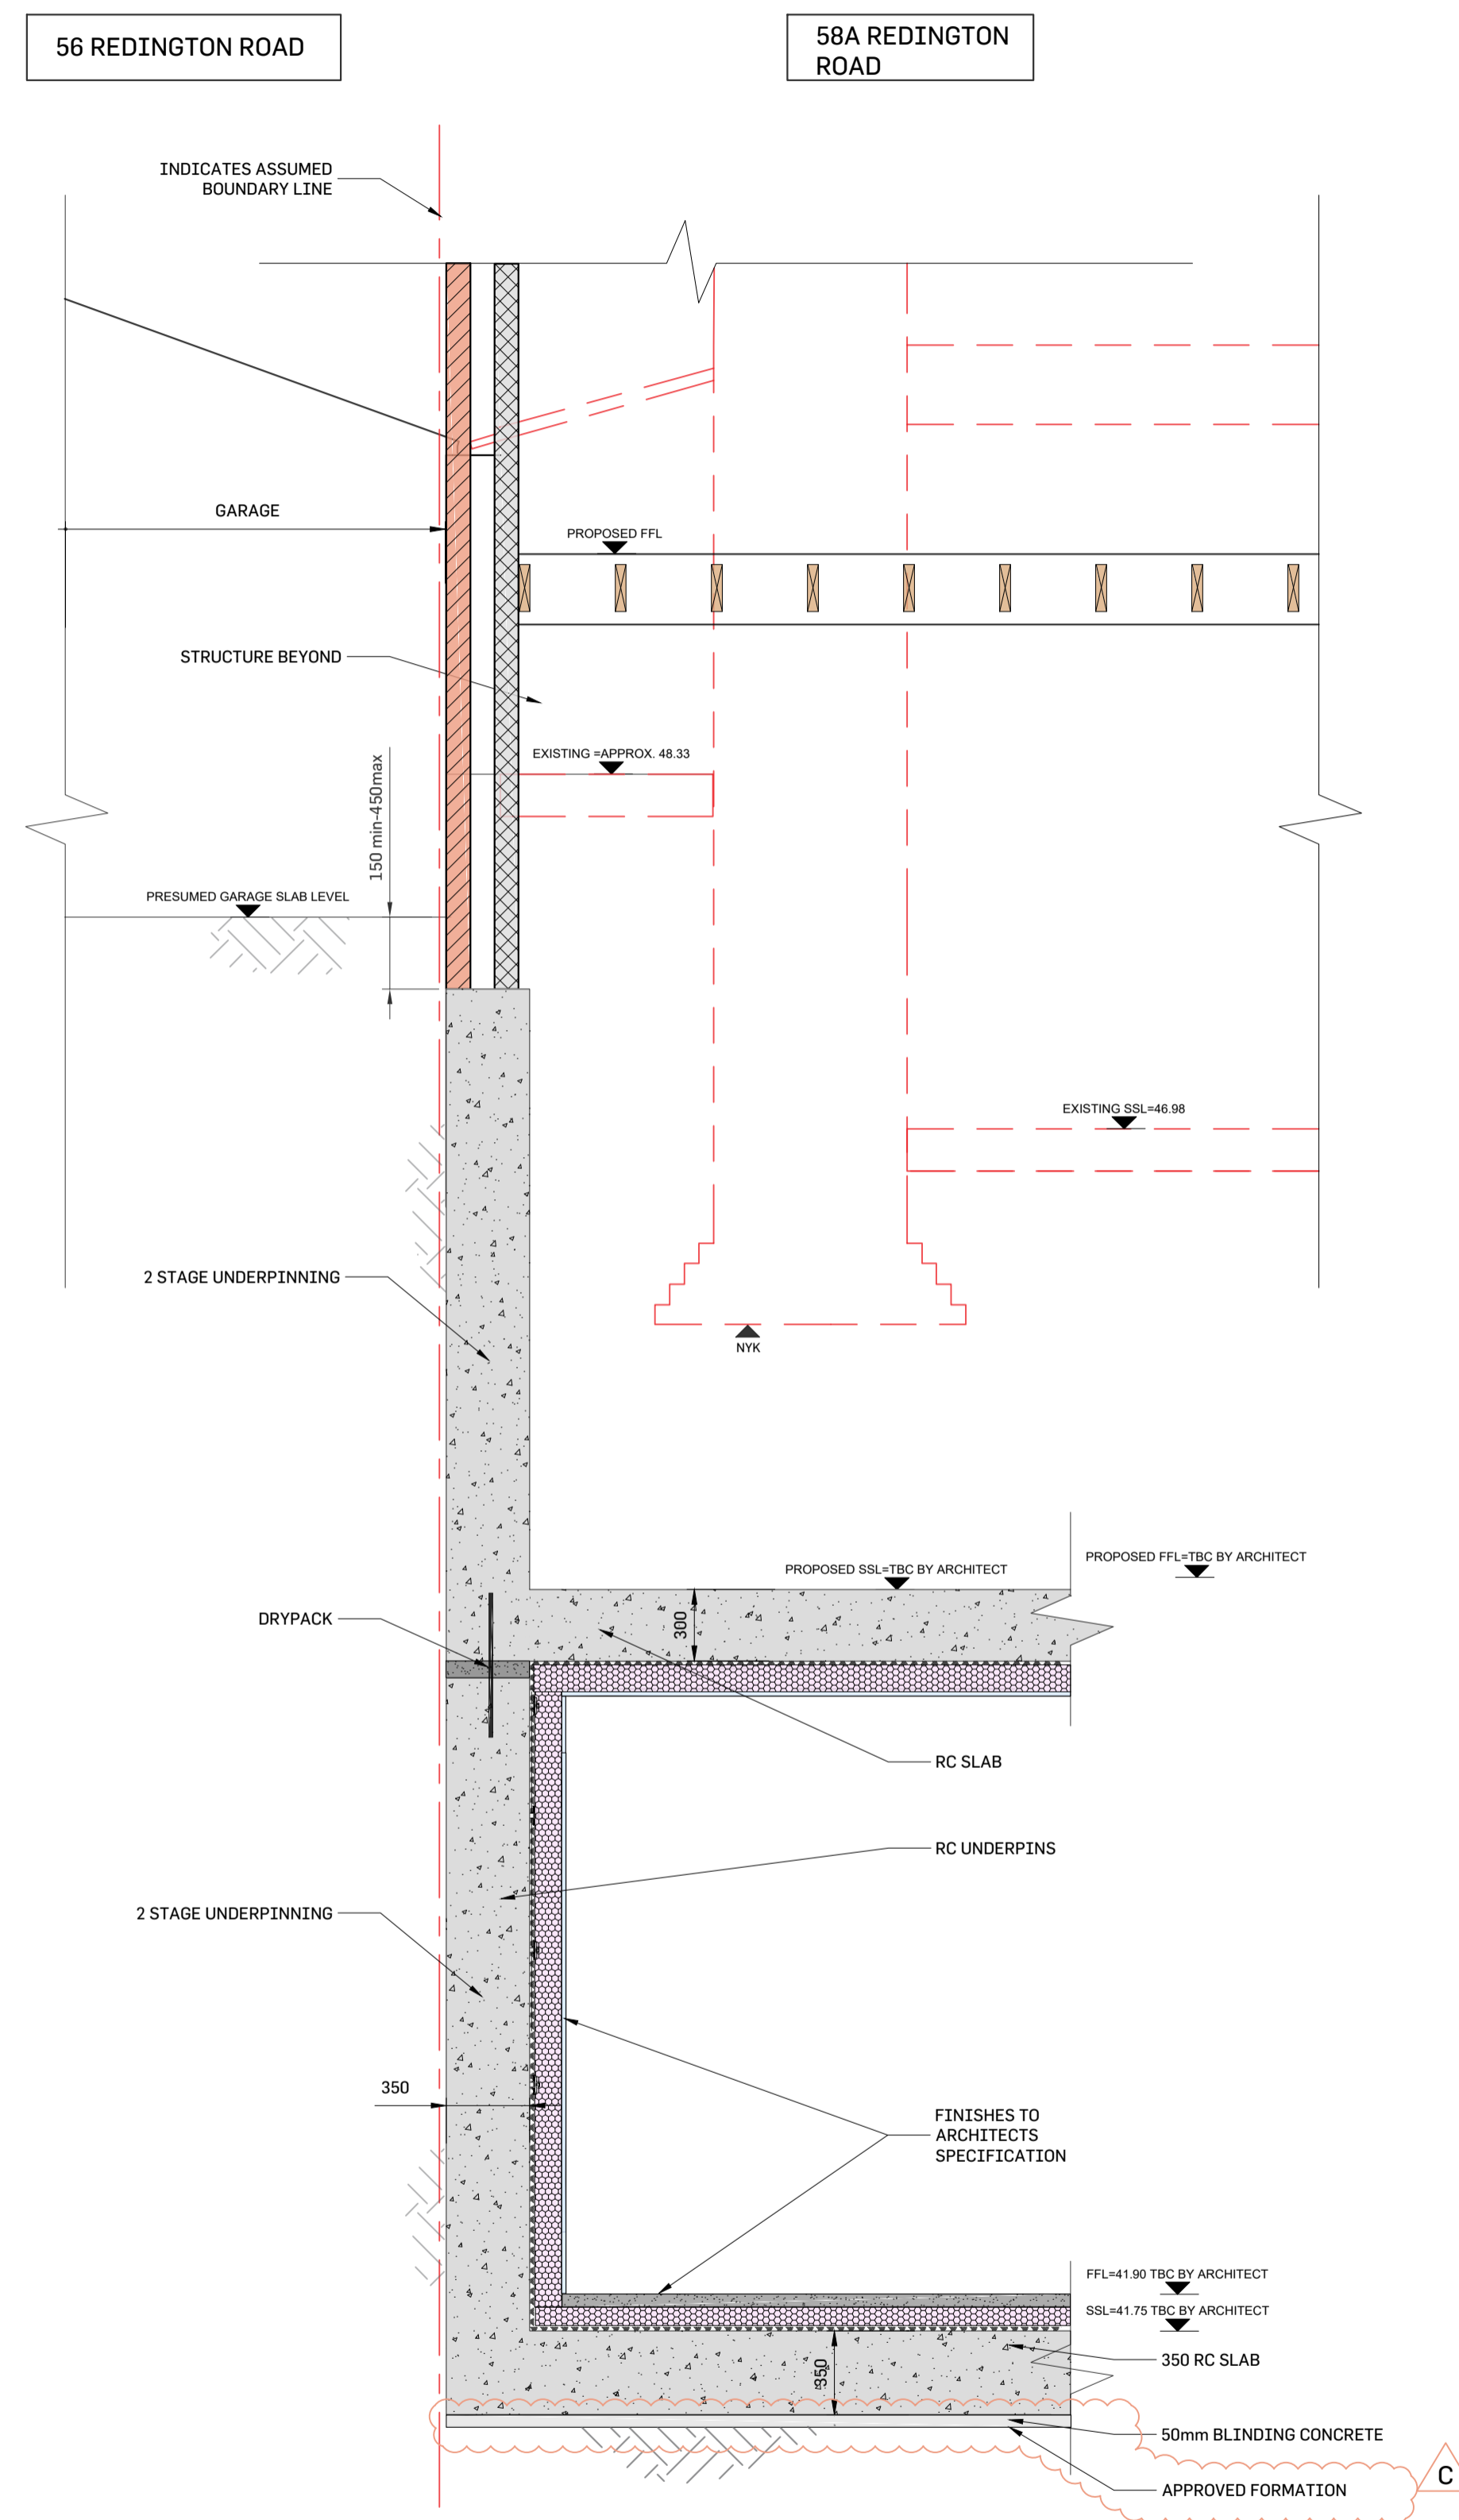 56 REDINGTON ROAD
58A REDINGTON
ROAD
INDICATES ASSUMED
BOUNDARY LINE
GARAGE
PROPOSED FFL
STRUCTURE BEYOND
EXISTING =APPROX. 48.33
150 min-450max
PRESUMED GARAGE SLAB LEVEL
EXISTING SSL=46.98
2 STAGE UNDERPINNING
NYK
PROPOSED SSL=TBC BY ARCHITECT
PROPOSED FFL=TBC BY ARCHITECT
DRYPACK
300
RC SLAB
RC UNDERPINS
2 STAGE UNDERPINNING
350
FINISHES TO
ARCHITECTS
SPECIFICATION
FFL=41.90 TBC BY ARCHITECT
SSL=41.75 TBC BY ARCHITECT
350 RC SLAB
350
50mm BLINDING CONCRETE
C
APPROVED FORMATION